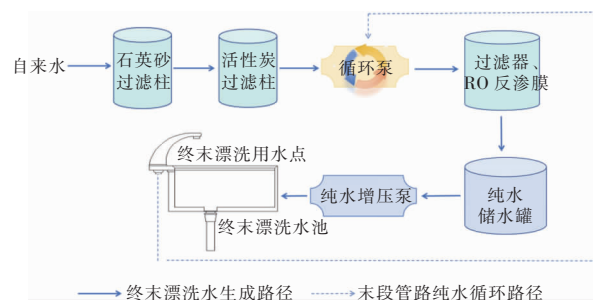 自来水
石英砂
过滤柱
活性炭
过滤柱
循环泵
过滤器、
RO反渗膜
终末漂洗用水点
终末漂洗水池
纯水增压泵
纯水
储水罐
终末漂洗水生成路径
末段管路纯水循环路径